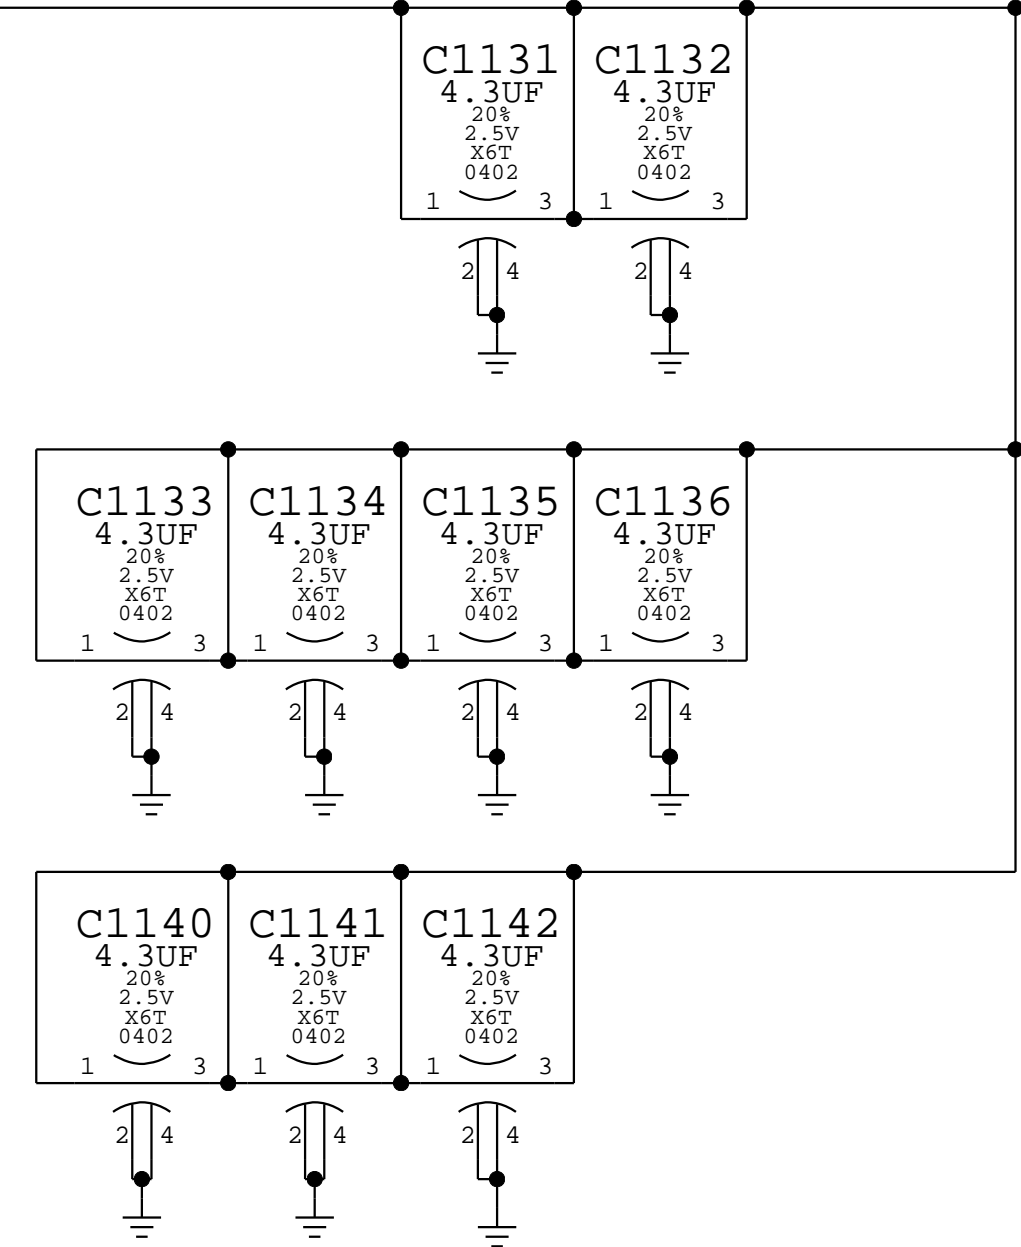 C1131 C1132
4.3UF 4.3UF
20% 20%
2.5V 2.5V
X6T X6T
0402 0402
1 3 1 3
2 4 2 4
C1133 C1134 C1135 C1136
4.3UF 4.3UF 4.3UF 4.3UF
20% 20% 20% 20%
2.5V 2.5V 2.5V 2.5V
X6T X6T X6T X6T
0402 0402 0402 0402
1 3 1 3 1 3 1 3
2 4 2 4 2 4 2 4
C1140 C1141 C1142
4.3UF 4.3UF 4.3UF
20% 20% 20%
2.5V 2.5V 2.5V
X6T X6T X6T
0402 0402 0402
1 3 1 3 1 3
2 4 2 4 2 4